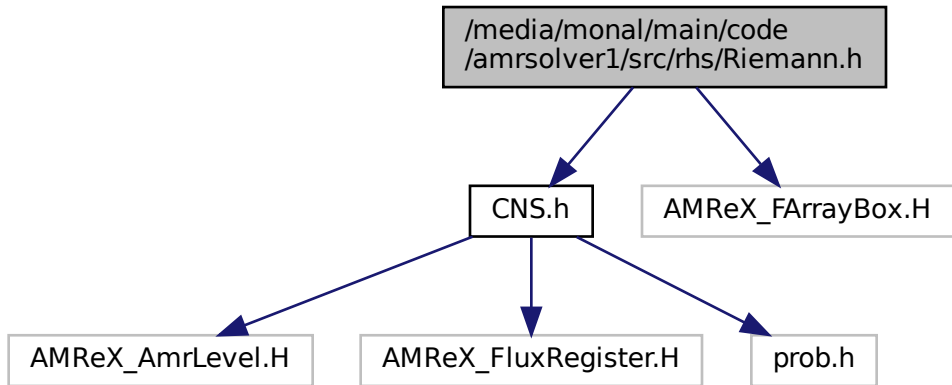 /media/monal/main/code
/amrsolver1/src/rhs/Riemann.h
CNS.h
AMReX_FArrayBox.H
AMReX_AmrLevel.H
AMReX_FluxRegister.H
prob.h